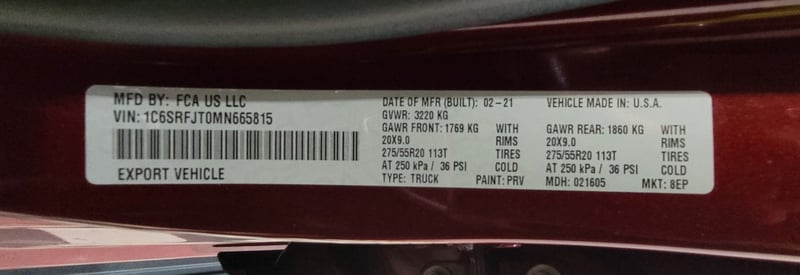 MFD BY: FCA US LLC
VIN: 1C6SRFJT0MN665815
EXPORT VEHICLE
DATE OF MFR (BUILT): 02-21
GVWR: 3220 KG
GAWR FRONT: 1769 KG WITH
20X9.0 RIMS
275/55R20 113T TIRES
AT 250 kPa / 36 PSI COLD
TYPE: TRUCK PAINT: PRV
VEHICLE MADE IN U.S.A.
GAWR REAR: 1860 KG WITH
20X9.0 RIMS
275/55R20 113T TIRES
AT 250 kPa / 36 PSI COLD
MDH: 021605 MKT: 8EP